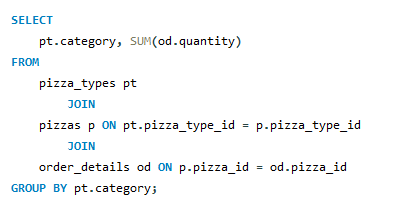 SELECT
    pt.category, SUM(od.quantity)
FROM
    pizza_types pt
        JOIN
    pizzas p ON pt.pizza_type_id = p.pizza_type_id
        JOIN
    order_details od ON p.pizza_id = od.pizza_id
GROUP BY pt.category;